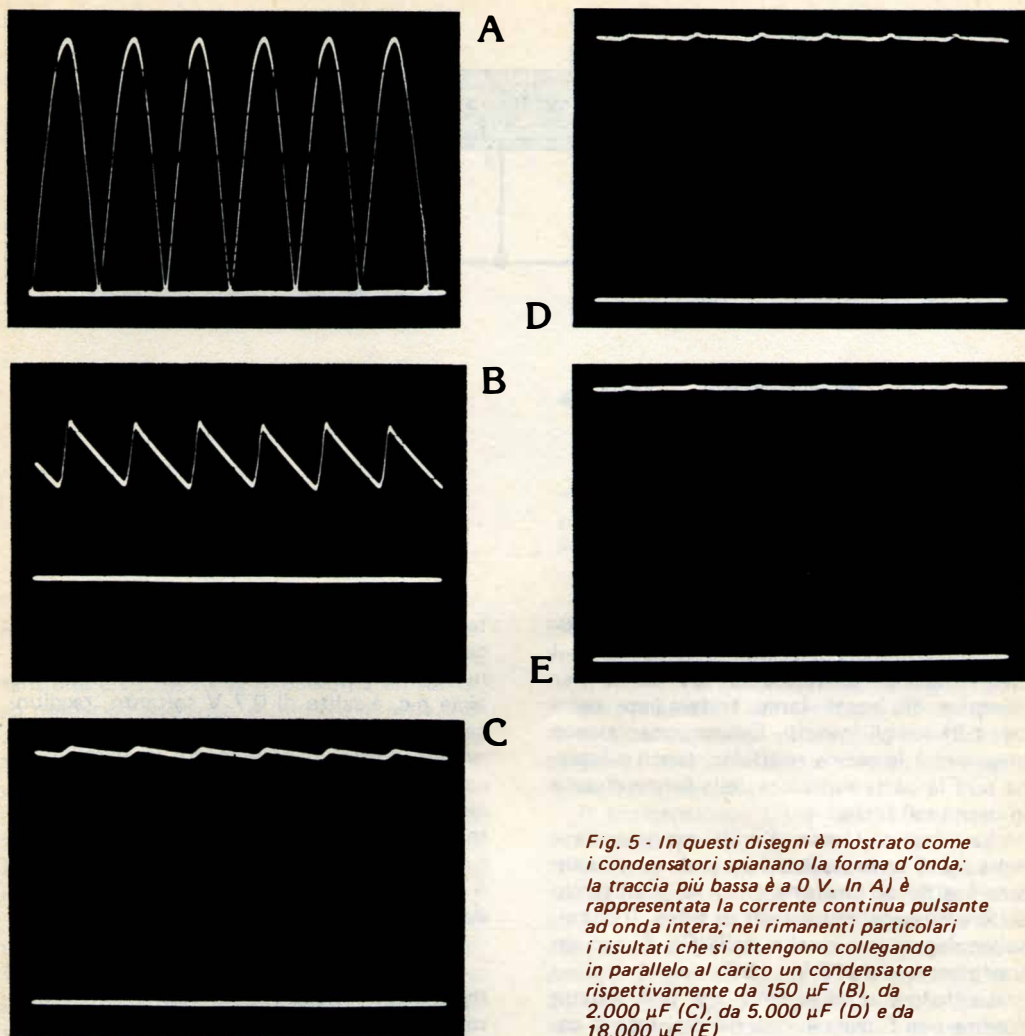 A
D
B
E
C
Fig. 5 - In questi disegni è mostrato come
i condensatori spianano la forma d'onda;
la traccia piú bassa è a 0 V. In A) è
rappresentata la corrente continua pulsante
ad onda intera; nei rimanenti particolari
i risultati che si ottengono collegando
in parallelo al carico un condensatore
rispettivamente da 150 µF (B), da
2.000 µF (C), da 5.000 µF (D) e da
18.000 µF (E).